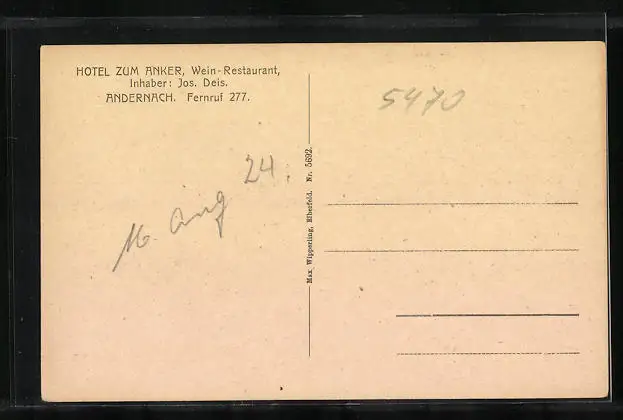 HOTEL ZUM ANKER, Wein-Restaurant,
Inhaber: Jos. Deis.
ANDERNACH. Fernruf 277.
16. Aug 24.
Max Wipperling, Elberfeld. Nr. 5692.
5470